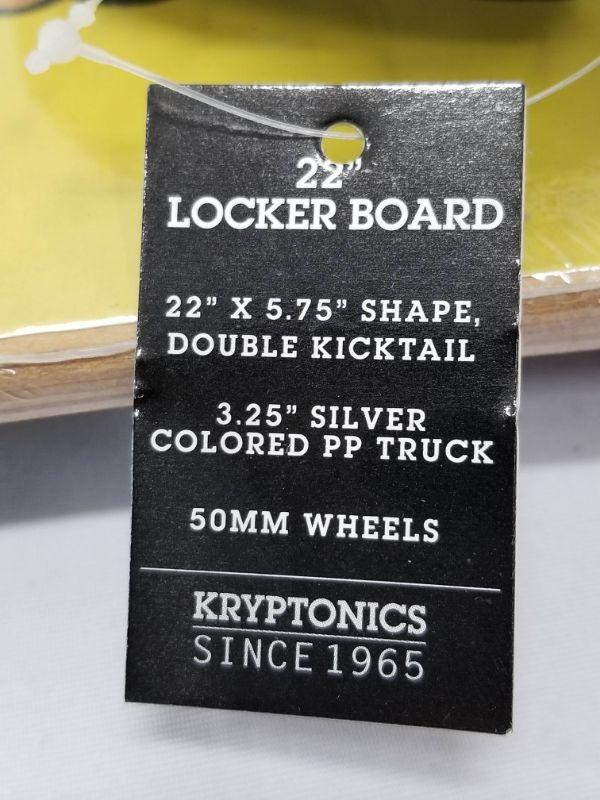 22”
LOCKER BOARD
22” X 5.75” SHAPE,
DOUBLE KICKTAIL
3.25” SILVER
COLORED PP TRUCK
50MM WHEELS
KRYPTONICS
SINCE 1965